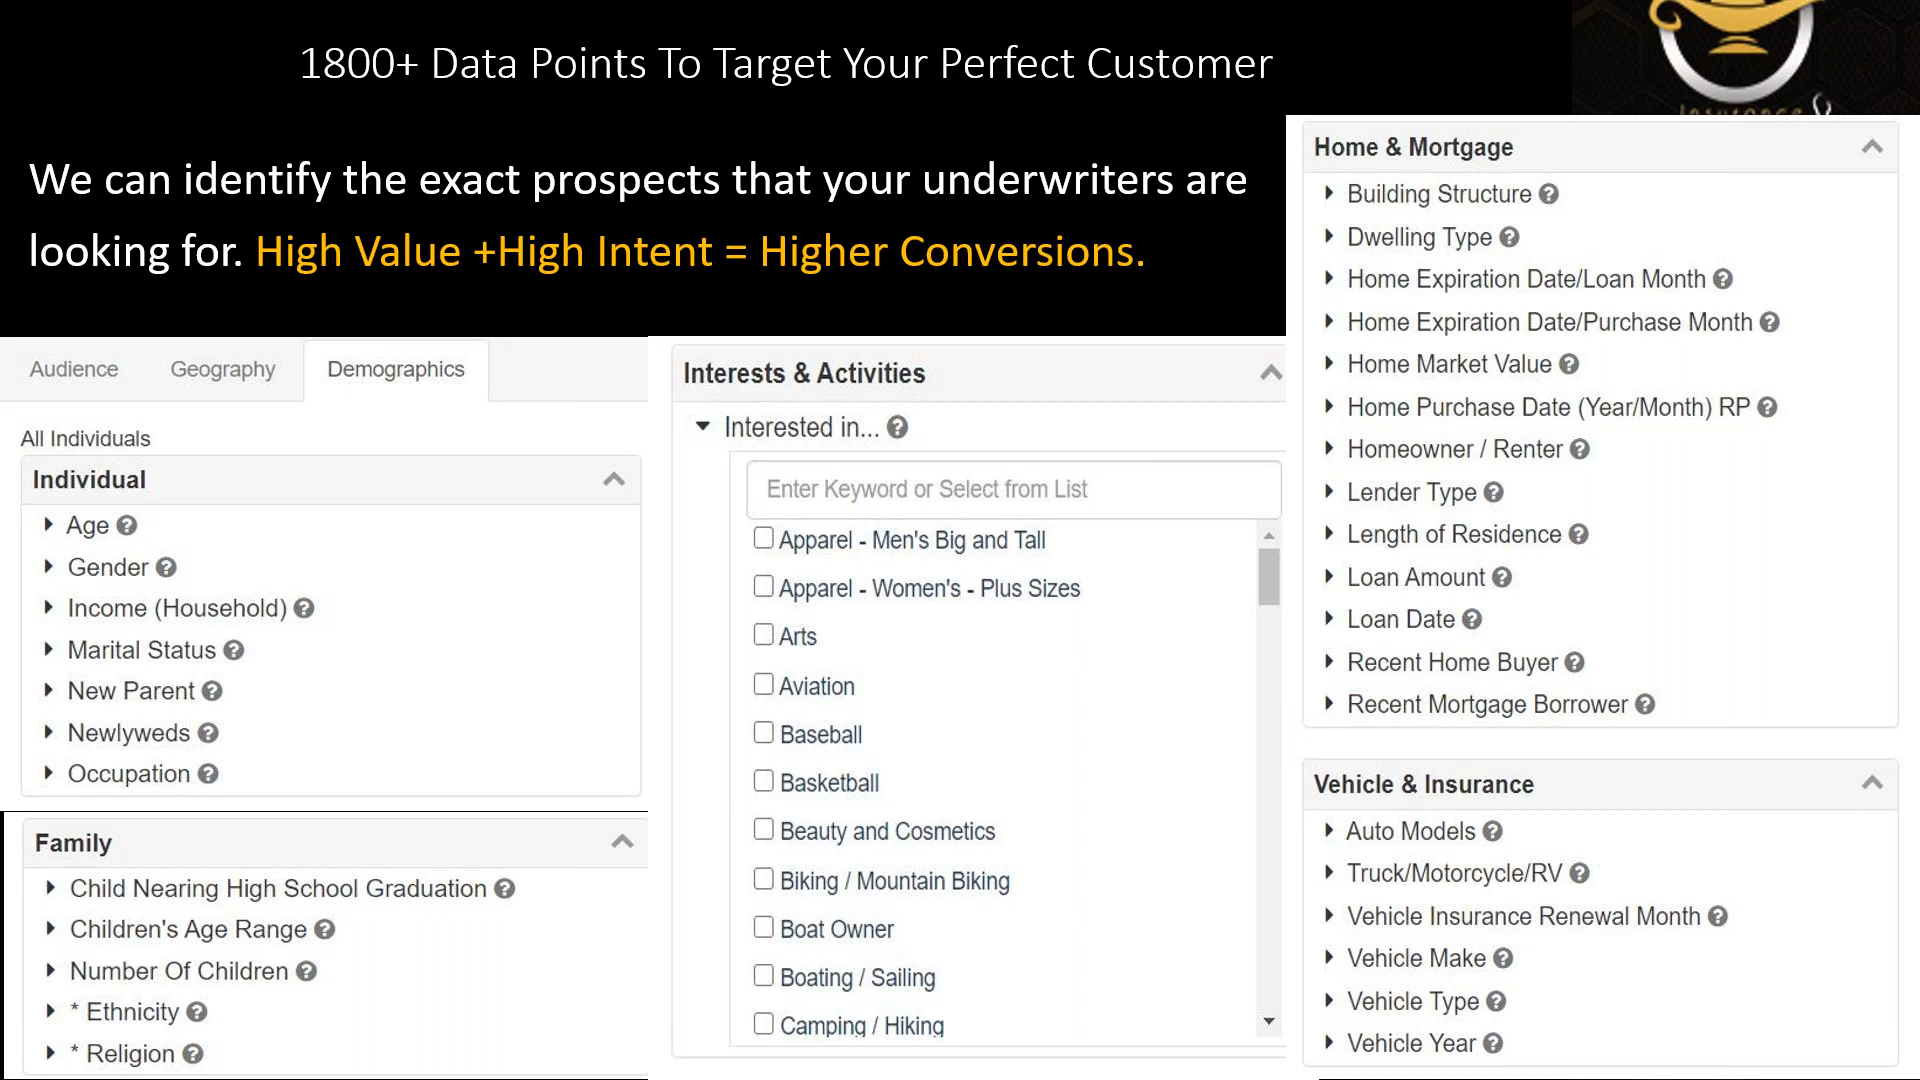 1800+ Data Points To Target Your Perfect Customer
We can identify the exact prospects that your underwriters are
looking for. High Value +High Intent = Higher Conversions.
Audience Geography Demographics
All Individuals
Individual
Age
Gender
Income (Household)
Marital Status
New Parent
Newlyweds
Occupation
Family
Child Nearing High School Graduation
Children's Age Range
Number Of Children
* Ethnicity
* Religion
Interests & Activities
Interested in...
Enter Keyword or Select from List
Apparel - Men's Big and Tall
Apparel - Women's - Plus Sizes
Arts
Aviation
Baseball
Basketball
Beauty and Cosmetics
Biking / Mountain Biking
Boat Owner
Boating / Sailing
Camping / Hiking
Home & Mortgage
Building Structure
Dwelling Type
Home Expiration Date/Loan Month
Home Expiration Date/Purchase Month
Home Market Value
Home Purchase Date (Year/Month) RP
Homeowner / Renter
Lender Type
Length of Residence
Loan Amount
Loan Date
Recent Home Buyer
Recent Mortgage Borrower
Vehicle & Insurance
Auto Models
Truck/Motorcycle/RV
Vehicle Insurance Renewal Month
Vehicle Make
Vehicle Type
Vehicle Year